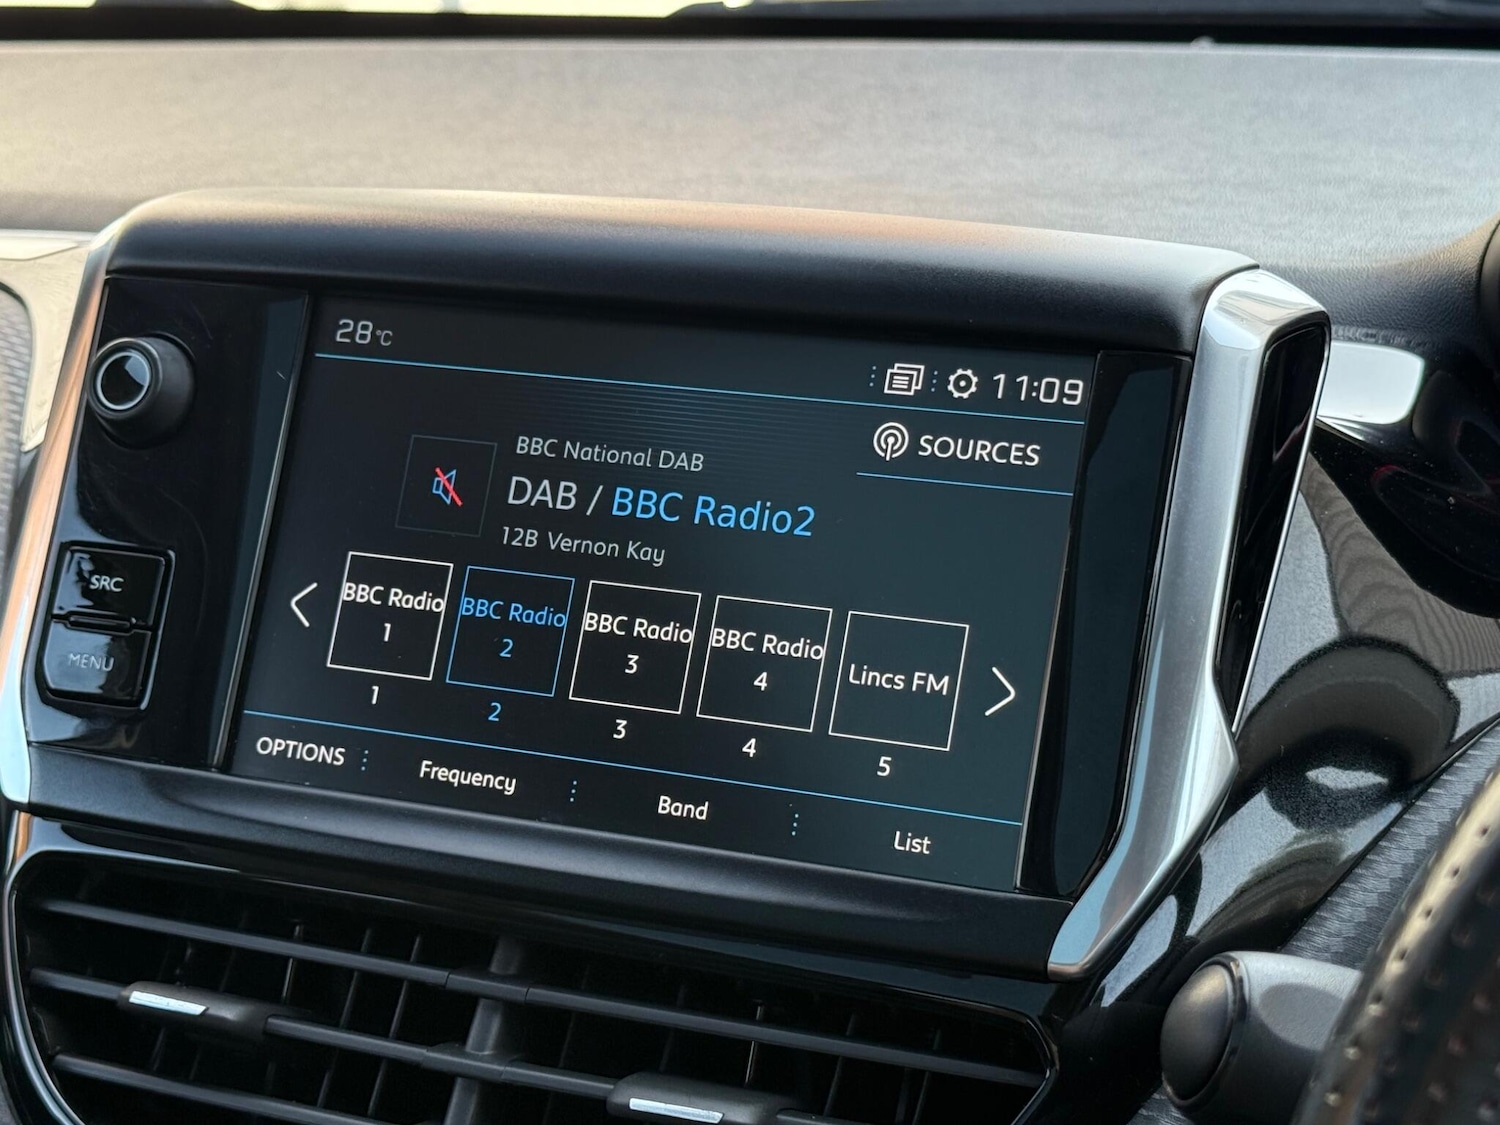 28°C
11:09
SOURCES
BBC National DAB
DAB / BBC Radio2
12B Vernon Kay
SRC
MENU
BBC Radio
1
BBC Radio
2
BBC Radio
3
BBC Radio
4
Lincs FM
1
2
3
4
5
OPTIONS
Frequency
Band
List